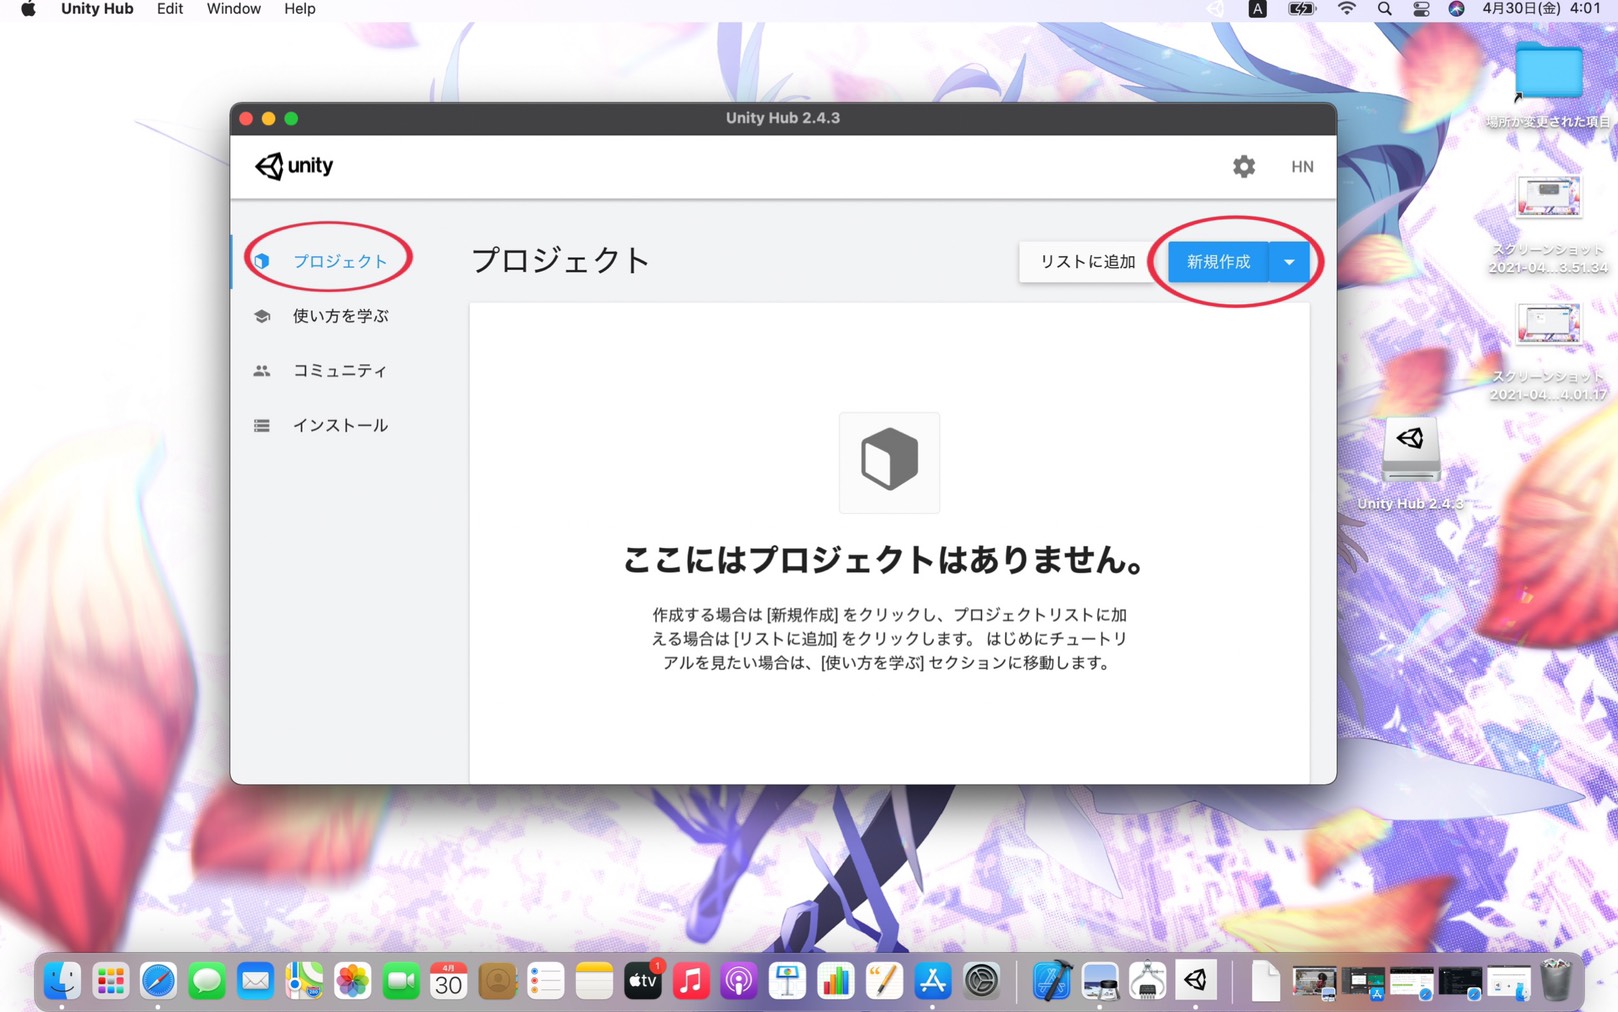 Unity Hub Edit Window Help
A 4月30日(金) 4:01
場所が変更された項目
Unity Hub 2.4.3
unity
HN
プロジェクト
使い方を学ぶ
コミュニティ
インストール
プロジェクト
リストに追加
新規作成
ここにはプロジェクトはありません。
作成する場合は [新規作成] をクリックし、プロジェクトリストに加
える場合は [リストに追加] をクリックします。 はじめにチュートリ
アルを見たい場合は、[使い方を学ぶ] セクションに移動します。
スクリーンショット
2021-04...3.51.34
スクリーンショット
2021-04...4.01.17
Unity Hub 2.4.3
4月
30
tv
1